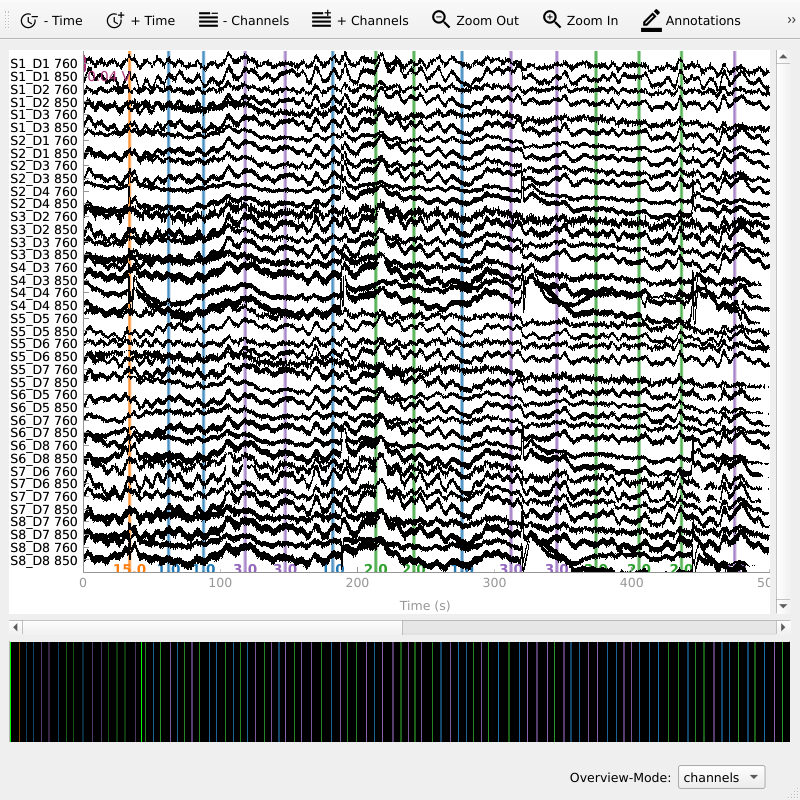 - Time + Time - Channels + Channels Zoom Out Zoom In Annotations »
S1_D1 760
S1_D1 850
S1_D2 760
S1_D2 850
S1_D3 760
S1_D3 850
S2_D1 760
S2_D1 850
S2_D3 760
S2_D3 850
S2_D4 760
S2_D4 850
S3_D2 760
S3_D2 850
S3_D3 760
S3_D3 850
S4_D3 760
S4_D3 850
S4_D4 760
S4_D4 850
S5_D5 760
S5_D5 850
S5_D6 760
S5_D6 850
S5_D7 760
S5_D7 850
S6_D5 760
S6_D5 850
S6_D7 760
S6_D7 850
S6_D8 760
S6_D8 850
S7_D6 760
S7_D6 850
S7_D7 760
S7_D7 850
S8_D7 760
S8_D7 850
S8_D8 760
S8_D8 850
15.0 1.0 1.0 3.0 3.0 1.0 2.0 2.0 1.0 3.0 3.0 2.0 2.0 2.0
0 100 200 300 400 50
Time (s)
Overview-Mode: channels